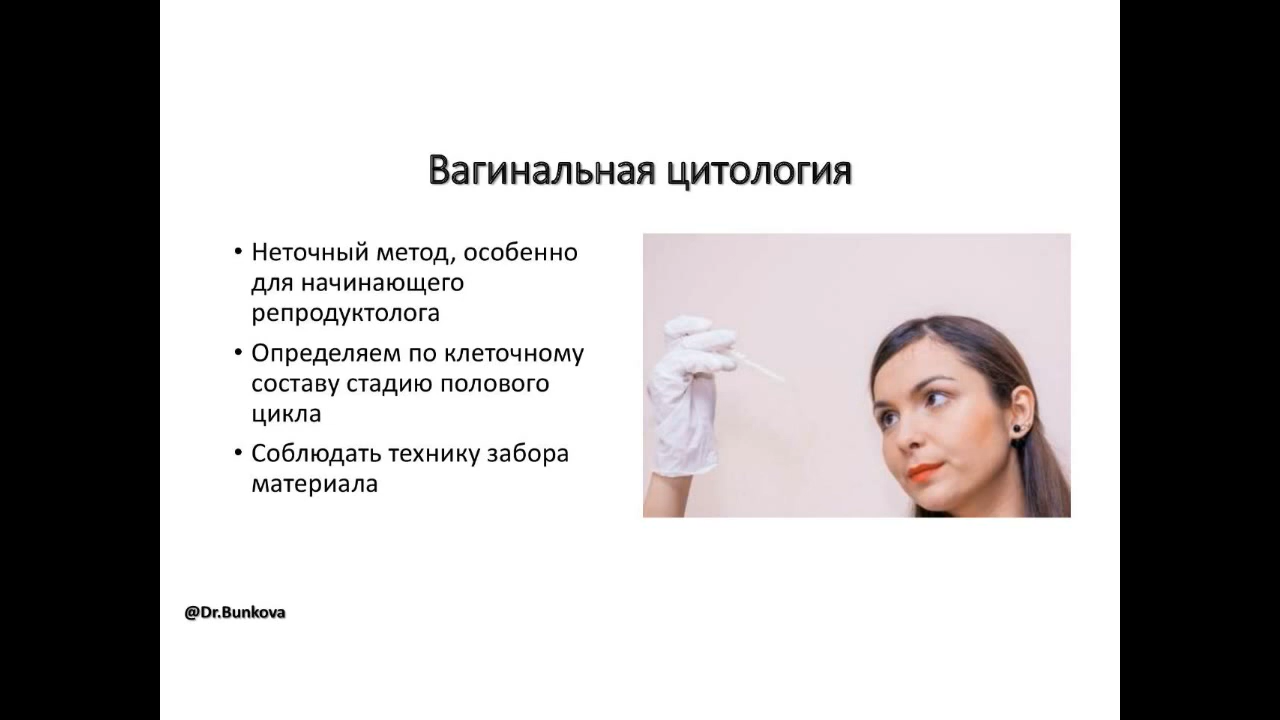 Вагинальная цитология
• Неточный метод, особенно
для начинающего
репродуктолога
• Определяем по клеточному
составу стадию полового
цикла
• Соблюдать технику забора
материала
@Dr.Bunkova